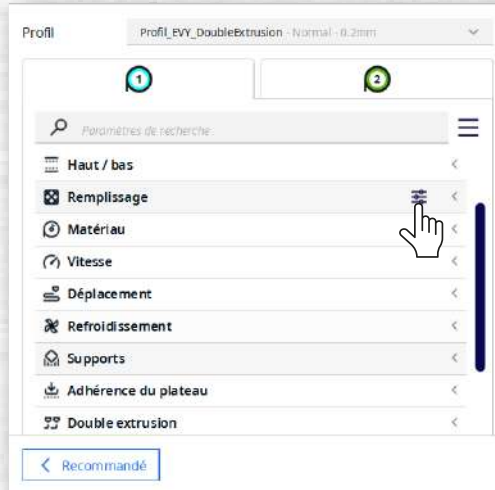 Profil
Profil_EVY_DoubleExtrusion - Normal - 0.2mm
1
2
Paramètres de recherche
Haut / bas
Remplissage
Matériau
Vitesse
Déplacement
Refroidissement
Supports
Adhérence du plateau
Double extrusion
Recommandé